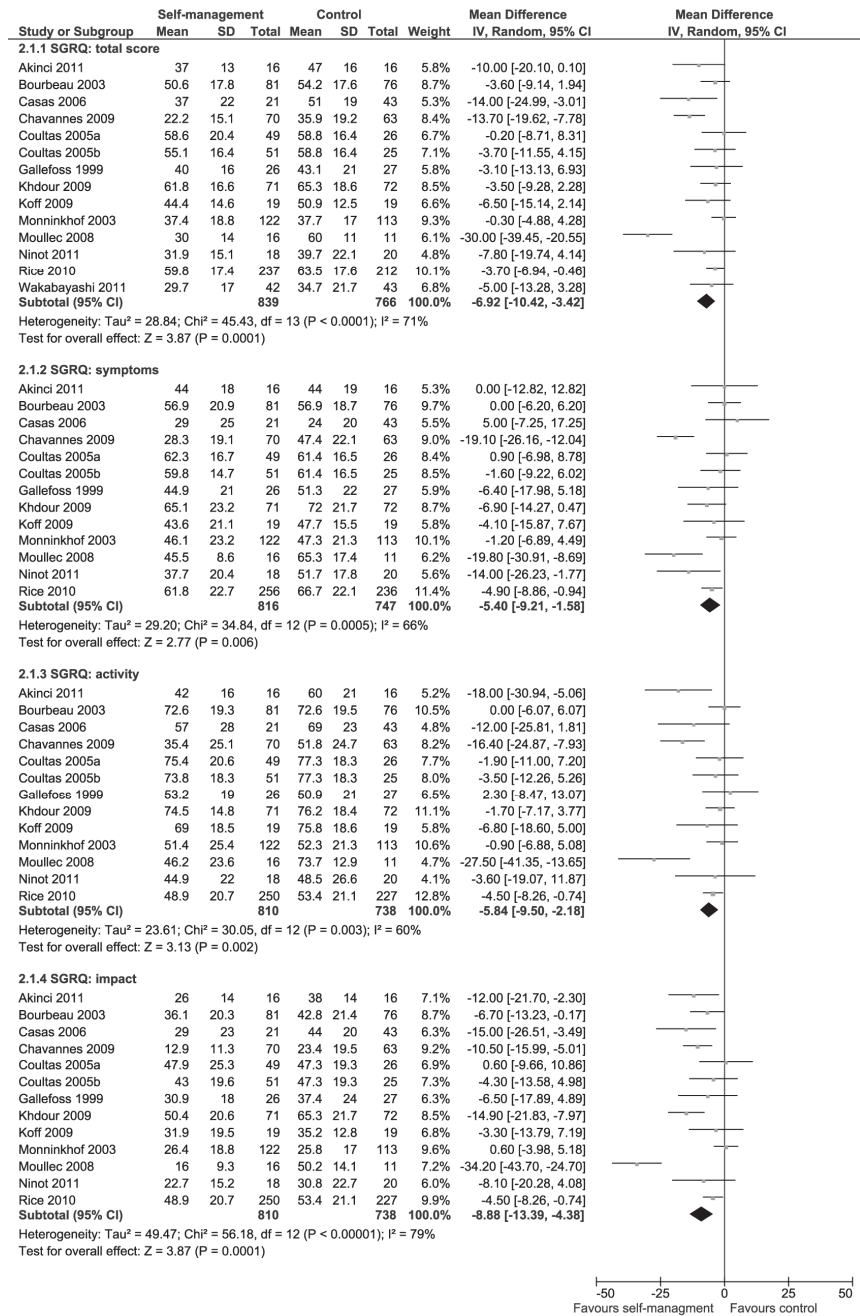 Self-management Control Mean Difference Mean Difference
Study or Subgroup Mean SD Total Mean SD Total Weight IV, Random, 95% CI IV, Random, 95% CI
2.1.1 SGRQ: total score
Akinci 2011 37 13 16 47 16 16 5.8% -10.00 [-20.10, 0.10]
Bourbeau 2003 50.6 17.8 81 54.2 17.6 76 8.7% -3.60 [-9.14, 1.94]
Casas 2006 37 22 21 51 19 43 5.3% -14.00 [-24.99, -3.01]
Chavannes 2009 22.2 15.1 70 35.9 19.2 63 8.4% -13.70 [-19.62, -7.78]
Coultas 2005a 58.6 20.4 49 58.8 16.4 26 6.7% -0.20 [-8.71, 8.31]
Coultas 2005b 55.1 16.4 51 58.8 16.4 25 7.1% -3.70 [-11.55, 4.15]
Gallefoss 1999 40 16 26 43.1 21 27 5.9% -3.10 [-13.13, 6.93]
Khdour 2009 61.8 16.6 71 65.3 18.6 72 8.5% -3.50 [-9.28, 2.28]
Koff 2009 44.4 14.6 19 50.9 12.5 19 6.6% -6.50 [-15.14, 2.14]
Monninkhof 2003 37.4 18.8 122 37.7 17 113 9.3% -0.30 [-4.88, 4.28]
Moullec 2008 30 14 16 60 11 11 6.1% -30.00 [-39.45, -20.55]
Ninot 2011 31.9 15.1 18 39.7 22.1 20 4.9% -7.80 [-19.74, 4.14]
Rice 2010 59.8 17.4 237 63.5 17.6 212 10.1% -3.70 [-6.94, -0.46]
Wakabayashi 2011 29.7 17 42 34.7 21.7 43 6.8% -5.00 [-13.28, 3.28]
Subtotal (95% CI) 839 766 100.0% -6.92 [-10.42, -3.42]
Heterogeneity: Tau² = 28.84; Chi² = 45.43, df = 13 (P < 0.0001); I² = 71%
Test for overall effect: Z = 3.87 (P = 0.0001)
2.1.2 SGRQ: symptoms
Akinci 2011 44 18 16 44 19 16 5.3% 0.00 [-12.82, 12.82]
Bourbeau 2003 56.9 20.9 81 56.9 18.7 76 9.7% 0.00 [-6.20, 6.20]
Casas 2006 29 25 21 24 20 43 5.6% 5.00 [-7.25, 17.25]
Chavannes 2009 28.3 19.1 70 47.4 22.1 63 9.0% -19.10 [-26.16, -12.04]
Coultas 2005a 62.3 16.7 49 61.4 16.5 26 8.4% 0.90 [-6.98, 8.78]
Coultas 2005b 59.8 14.7 51 61.4 16.5 25 8.6% -1.60 [-9.22, 6.02]
Gallefoss 1999 44.9 21 26 51.3 22 27 5.9% -6.40 [-17.98, 5.18]
Khdour 2009 65.1 23.2 71 72 21.7 72 8.7% -6.90 [-14.27, 0.47]
Koff 2009 43.6 21.1 19 47.7 15.5 19 5.8% -4.10 [-15.87, 7.67]
Monninkhof 2003 46.1 23.2 122 47.3 21.3 113 10.0% -1.20 [-6.89, 4.49]
Moullec 2008 45.5 8.6 16 65.3 17.4 11 6.2% -19.80 [-30.91, -8.69]
Ninot 2011 37.7 20.4 18 51.7 17.8 20 5.6% -14.00 [-26.23, -1.77]
Rice 2010 61.8 22.7 256 66.7 22.1 236 11.4% -4.90 [-8.86, -0.94]
Subtotal (95% CI) 816 747 100.0% -5.40 [-9.21, -1.58]
Heterogeneity: Tau² = 29.20; Chi² = 34.84, df = 12 (P = 0.0005); I² = 66%
Test for overall effect: Z = 2.77 (P = 0.006)
2.1.3 SGRQ: activity
Akinci 2011 42 16 16 60 21 16 5.2% -18.00 [-30.94, -5.06]
Bourbeau 2003 72.6 19.3 81 72.6 19.5 76 10.5% 0.00 [-6.07, 6.07]
Casas 2006 57 28 21 69 23 43 4.8% -12.00 [-25.81, 1.81]
Chavannes 2009 35.4 25.1 70 51.8 24.7 63 8.2% -16.40 [-24.87, -7.93]
Coultas 2005a 75.4 20.6 49 77.3 18.3 26 7.7% -1.90 [-11.00, 7.20]
Coultas 2005b 73.8 18.3 51 77.3 18.3 25 8.0% -3.50 [-12.26, 5.26]
Gallefoss 1999 53.2 19 26 50.9 21 27 6.5% 2.30 [-8.47, 13.07]
Khdour 2009 74.5 14.8 71 76.2 18.4 72 11.1% -1.70 [-7.17, 3.77]
Koff 2009 69 18.5 19 75.8 18.6 19 5.8% -6.80 [-18.60, 5.00]
Monninkhof 2003 51.4 25.4 122 52.3 21.3 113 10.6% -0.90 [-6.88, 5.08]
Moullec 2008 46.2 23.6 16 73.7 12.9 11 4.7% -27.50 [-41.35, -13.65]
Ninot 2011 44.9 22 18 48.5 26.6 20 4.1% -3.60 [-19.07, 11.87]
Rice 2010 48.9 20.7 250 53.4 21.1 227 12.8% -4.50 [-8.26, -0.74]
Subtotal (95% CI) 810 738 100.0% -5.84 [-9.50, -2.18]
Heterogeneity: Tau² = 23.61; Chi² = 30.05, df = 12 (P = 0.003); I² = 60%
Test for overall effect: Z = 3.13 (P = 0.002)
2.1.4 SGRQ: impact
Akinci 2011 26 14 16 38 14 16 7.1% -12.00 [-21.70, -2.30]
Bourbeau 2003 36.1 20.3 81 42.8 21.4 76 8.7% -6.70 [-13.23, -0.17]
Casas 2006 29 23 21 44 20 43 6.3% -15.00 [-26.51, -3.49]
Chavannes 2009 12.9 11.3 70 23.4 19.5 63 9.2% -10.50 [-15.99, -5.01]
Coultas 2005a 47.9 25.3 49 47.3 19.3 26 6.8% 0.60 [-9.66, 10.86]
Coultas 2005b 43 19.6 51 47.3 19.3 25 7.3% -4.30 [-13.58, 4.98]
Gallefoss 1999 30.9 18 26 37.4 24 27 6.3% -6.50 [-17.89, 4.89]
Khdour 2009 50.4 20.6 71 65.3 21.7 72 8.5% -14.90 [-21.83, -7.97]
Koff 2009 31.9 19.5 19 35.2 12.8 19 6.8% -3.30 [-13.79, 7.19]
Monninkhof 2003 26.4 18.8 122 25.8 17 113 9.6% 0.60 [-3.98, 5.18]
Moullec 2008 16 9.3 16 50.2 14.1 11 7.2% -34.20 [-43.70, -24.70]
Ninot 2011 22.7 15.2 18 30.8 22.7 20 6.0% -8.10 [-20.28, 4.08]
Rice 2010 48.9 20.7 250 53.4 21.1 227 9.9% -4.50 [-8.26, -0.74]
Subtotal (95% CI) 810 738 100.0% -8.88 [-13.39, -4.38]
Heterogeneity: Tau² = 49.47; Chi² = 56.18, df = 12 (P < 0.00001); I² = 79%
Test for overall effect: Z = 3.87 (P = 0.0001)
-50 -25 0 25 50
Favours self-managment Favours control